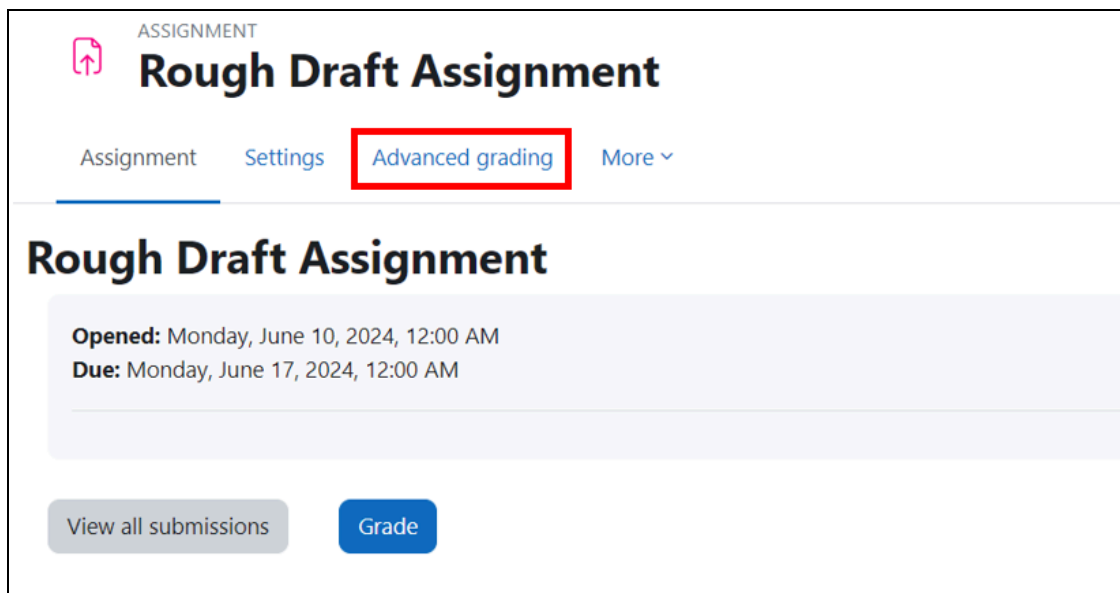 ASSIGNMENT
Rough Draft Assignment
Assignment Settings Advanced grading More
Rough Draft Assignment
Opened: Monday, June 10, 2024, 12:00 AM
Due: Monday, June 17, 2024, 12:00 AM
View all submissions Grade